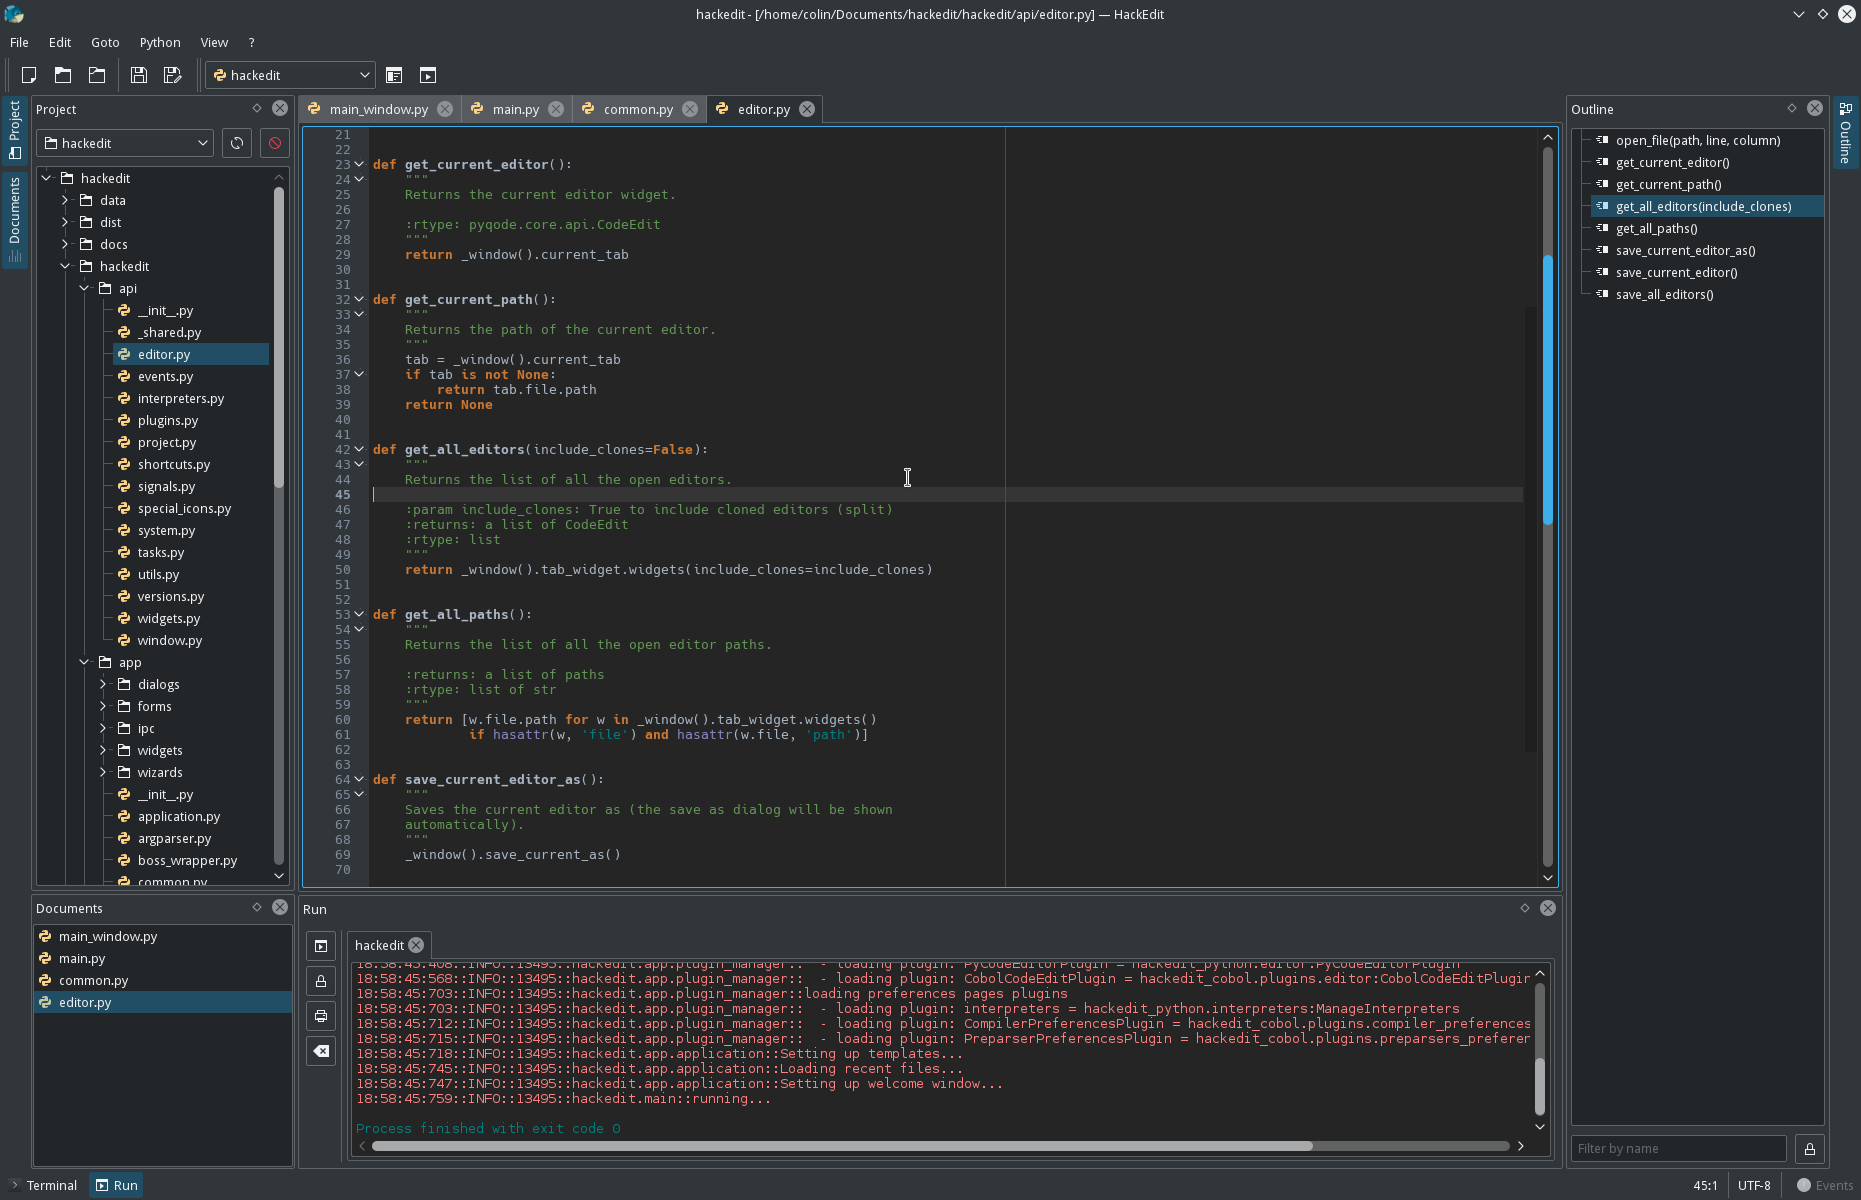 hackedit - [/home/colin/Documents/hackedit/hackedit/api/editor.py] — HackEdit
File Edit Goto Python View ?
hackedit
Project
Documents
Project
hackedit
hackedit
data
dist
docs
hackedit
api
__init__.py
_shared.py
editor.py
events.py
interpreters.py
plugins.py
project.py
shortcuts.py
signals.py
special_icons.py
system.py
tasks.py
utils.py
versions.py
widgets.py
window.py
app
dialogs
forms
ipc
widgets
wizards
__init__.py
application.py
argparser.py
boss_wrapper.py
common.py
Documents
main_window.py
main.py
common.py
editor.py
main_window.py main.py common.py editor.py
21
22
23 def get_current_editor():
24 """
25 Returns the current editor widget.
26
27 :rtype: pyqode.core.api.CodeEdit
28 """
29 return _window().current_tab
30
31
32 def get_current_path():
33 """
34 Returns the path of the current editor.
35 """
36 tab = _window().current_tab
37 if tab is not None:
38 return tab.file.path
39 return None
40
41
42 def get_all_editors(include_clones=False):
43 """
44 Returns the list of all the open editors.
45
46 :param include_clones: True to include cloned editors (split)
47 :returns: a list of CodeEdit
48 :rtype: list
49 """
50 return _window().tab_widget.widgets(include_clones=include_clones)
51
52
53 def get_all_paths():
54 """
55 Returns the list of all the open editor paths.
56
57 :returns: a list of paths
58 :rtype: list of str
59 """
60 return [w.file.path for w in _window().tab_widget.widgets()
61 if hasattr(w, 'file') and hasattr(w.file, 'path')]
62
63
64 def save_current_editor_as():
65 """
66 Saves the current editor as (the save as dialog will be shown
67 automatically).
68 """
69 _window().save_current_as()
70
Run
hackedit
18:58:45:468::INFO::13495::hackedit.app.plugin_manager::  - loading plugin: PyCodeEditorPlugin = hackedit_python.editor:PyCodeEditorPlugin
18:58:45:568::INFO::13495::hackedit.app.plugin_manager::  - loading plugin: CobolCodeEditPlugin = hackedit_cobol.plugins.editor:CobolCodeEditPlugin
18:58:45:703::INFO::13495::hackedit.app.plugin_manager::loading preferences pages plugins
18:58:45:703::INFO::13495::hackedit.app.plugin_manager::  - loading plugin: interpreters = hackedit_python.interpreters:ManageInterpreters
18:58:45:712::INFO::13495::hackedit.app.plugin_manager::  - loading plugin: CompilerPreferencesPlugin = hackedit_cobol.plugins.compiler_preferences
18:58:45:715::INFO::13495::hackedit.app.plugin_manager::  - loading plugin: PreparserPreferencesPlugin = hackedit_cobol.plugins.preparsers_preferen
18:58:45:718::INFO::13495::hackedit.app.application::Setting up templates...
18:58:45:745::INFO::13495::hackedit.app.application::Loading recent files...
18:58:45:747::INFO::13495::hackedit.app.application::Setting up welcome window...
18:58:45:759::INFO::13495::hackedit.main::running...
Process finished with exit code 0
Outline
open_file(path, line, column)
get_current_editor()
get_current_path()
get_all_editors(include_clones)
get_all_paths()
save_current_editor_as()
save_current_editor()
save_all_editors()
Filter by name
Outline
Terminal Run 45:1 UTF-8 Events